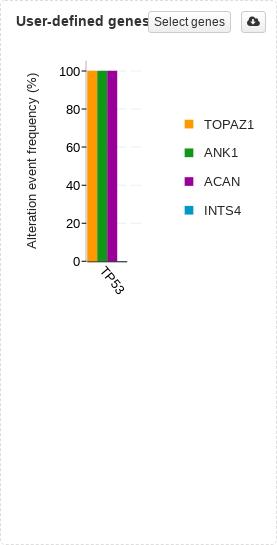 User-defined genes
Select genes
Alteration event frequency (%)
100
80
60
40
20
0
TP53
TOPAZ1
ANK1
ACAN
INTS4